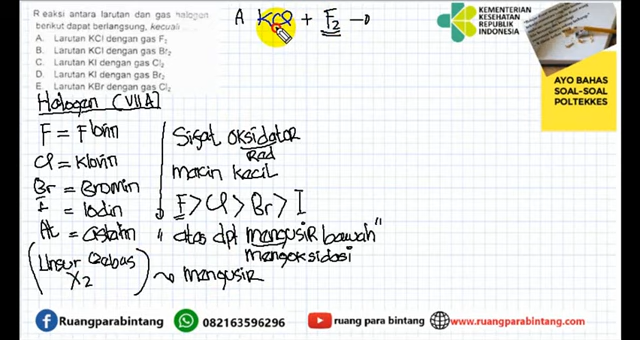 Reaksi antara larutan dan gas halogen
berikut dapat berlangsung, kecuali ....
A. Larutan KCl dengan gas F₂
B. Larutan KCl dengan gas Br₂
C. Larutan KI dengan gas Cl₂
D. Larutan KI dengan gas Br₂
E. Larutan KBr dengan gas Cl₂
A KCl + F₂ →
KEMENTERIAN
KESEHATAN
REPUBLIK
INDONESIA
AYO BAHAS
SOAL-SOAL
POLTEKKES
Halogen (VIIA)
F = Florin
Cl = Klorin
Br = Bromin
I = Iodin
At = astatin
(Unsur Bebas
X₂) → mengusir
Sifat oksidator
Red
makin kecil
F > Cl > Br > I
"atas dpt mengusir bawah"
mengoksidasi
Ruangparabintang
082163596296
ruang para bintang
www.ruangparabintang.com